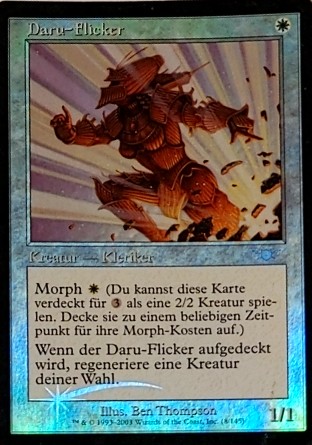 Daru-Flicker
Kreatur — Kleriker
Morph (Du kannst diese Karte
verdeckt für 3 als eine 2/2 Kreatur spie-
len. Decke sie zu einem beliebigen Zeit-
punkt für ihre Morph-Kosten auf.)
Wenn der Daru-Flicker aufgedeckt
wird, regeneriere eine Kreatur
deiner Wahl.
Illus. Ben Thompson
™ & © 1993-2003 Wizards of the Coast, Inc. (8/145)
1/1